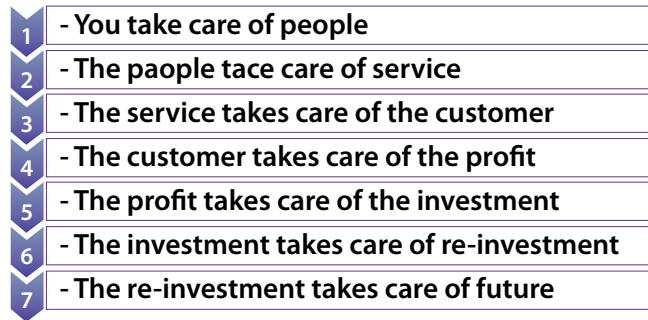 1 - You take care of people
2 - The paople tace care of service
3 - The service takes care of the customer
4 - The customer takes care of the profit
5 - The profit takes care of the investment
6 - The investment takes care of re-investment
7 - The re-investment takes care of future